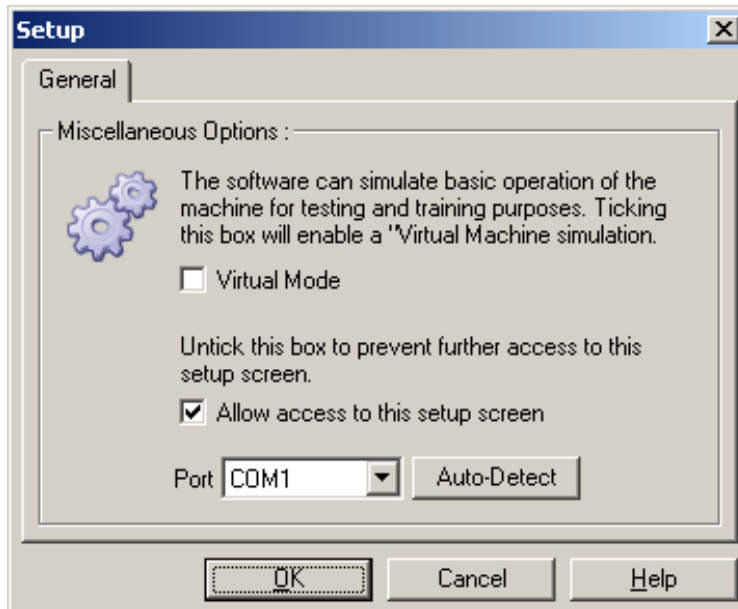 Setup
General
Miscellaneous Options :
The software can simulate basic operation of the
machine for testing and training purposes. Ticking
this box will enable a "Virtual Machine simulation.
Virtual Mode
Untick this box to prevent further access to this
setup screen.
Allow access to this setup screen
Port COM1 Auto-Detect
OK Cancel Help